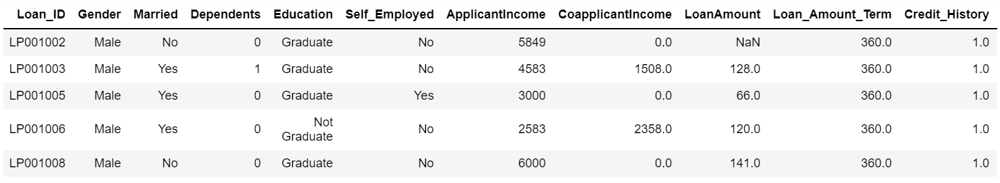 Loan_ID Gender Married Dependents Education Self_Employed ApplicantIncome CoapplicantIncome LoanAmount Loan_Amount_Term Credit_History
LP001002 Male No 0 Graduate No 5849 0.0 NaN 360.0 1.0
LP001003 Male Yes 1 Graduate No 4583 1508.0 128.0 360.0 1.0
LP001005 Male Yes 0 Graduate Yes 3000 0.0 66.0 360.0 1.0
LP001006 Male Yes 0 Not Graduate No 2583 2358.0 120.0 360.0 1.0
LP001008 Male No 0 Graduate No 6000 0.0 141.0 360.0 1.0